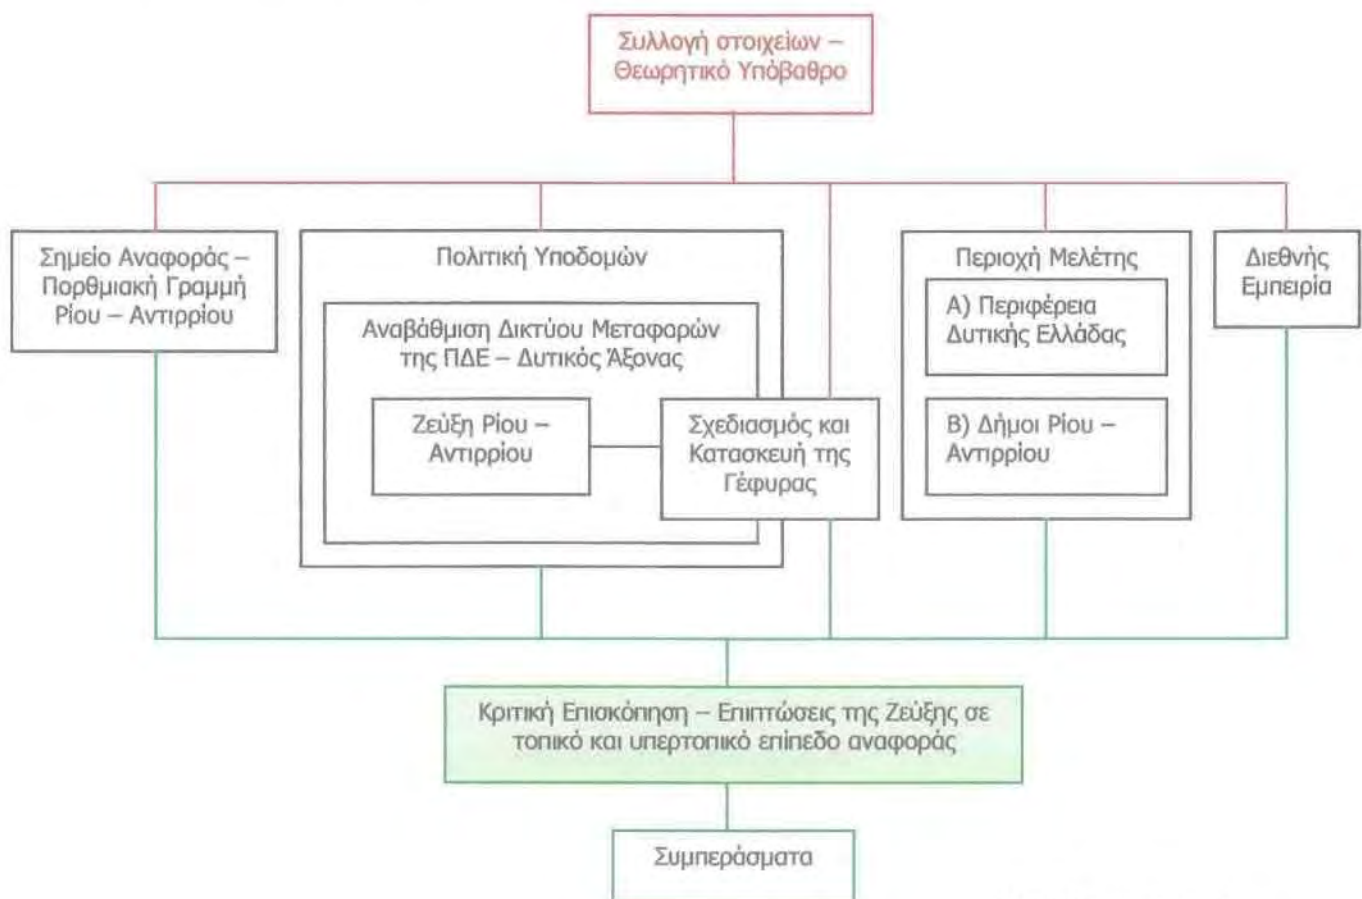 Συλλογή στοιχείων –
Θεωρητικό Υπόβαθρο
Σημείο Αναφοράς –
Πορθμιακή Γραμμή
Ρίου – Αντιρρίου
Πολιτική Υποδομών
Αναβάθμιση Δικτύου Μεταφαρών
της ΠΔΕ – Δυτικός Άξονας
Ζεύξη Ρίου –
Αντιρρίου
Σχεδιασμός και
Κατασκευή της
Γέφυρας
Περιοχή Μελέτης
Α) Περιφέρεια
Δυτικής Ελλάδας
Β) Δήμοι Ρίου –
Αντιρρίου
Διεθνής
Εμπειρία
Κριτική Επισκόπηση – Επιπτώσεις της Ζεύξης σε
τοπικό και υπερτοπικό επίπεδο αναφοράς
Συμπεράσματα